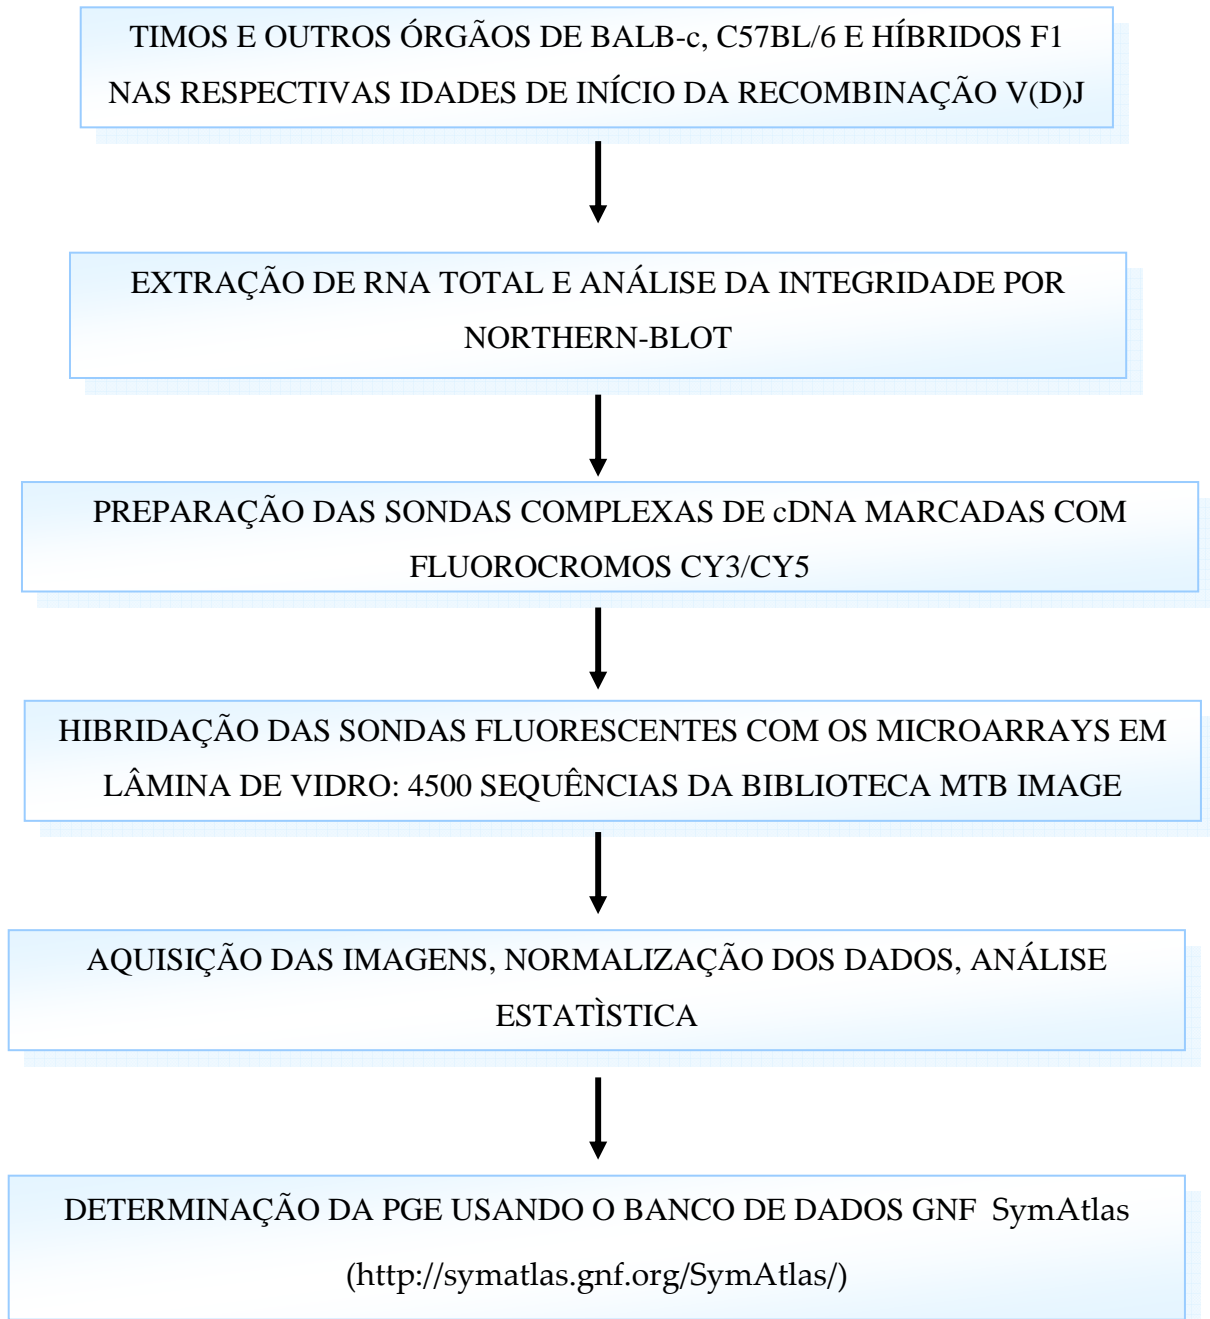 TIMOS E OUTROS ÓRGÃOS DE BALB-c, C57BL/6 E HÍBRIDOS F1
NAS RESPECTIVAS IDADES DE INÍCIO DA RECOMBINAÇÃO V(D)J
EXTRAÇÃO DE RNA TOTAL E ANÁLISE DA INTEGRIDADE POR
NORTHERN-BLOT
PREPARAÇÃO DAS SONDAS COMPLEXAS DE cDNA MARCADAS COM
FLUOROCROMOS CY3/CY5
HIBRIDAÇÃO DAS SONDAS FLUORESCENTES COM OS MICROARRAYS EM
LÂMINA DE VIDRO: 4500 SEQUÊNCIAS DA BIBLIOTECA MTB IMAGE
AQUISIÇÃO DAS IMAGENS, NORMALIZAÇÃO DOS DADOS, ANÁLISE
ESTATÌSTICA
DETERMINAÇÃO DA PGE USANDO O BANCO DE DADOS GNF SymAtlas
(http://symatlas.gnf.org/SymAtlas/)